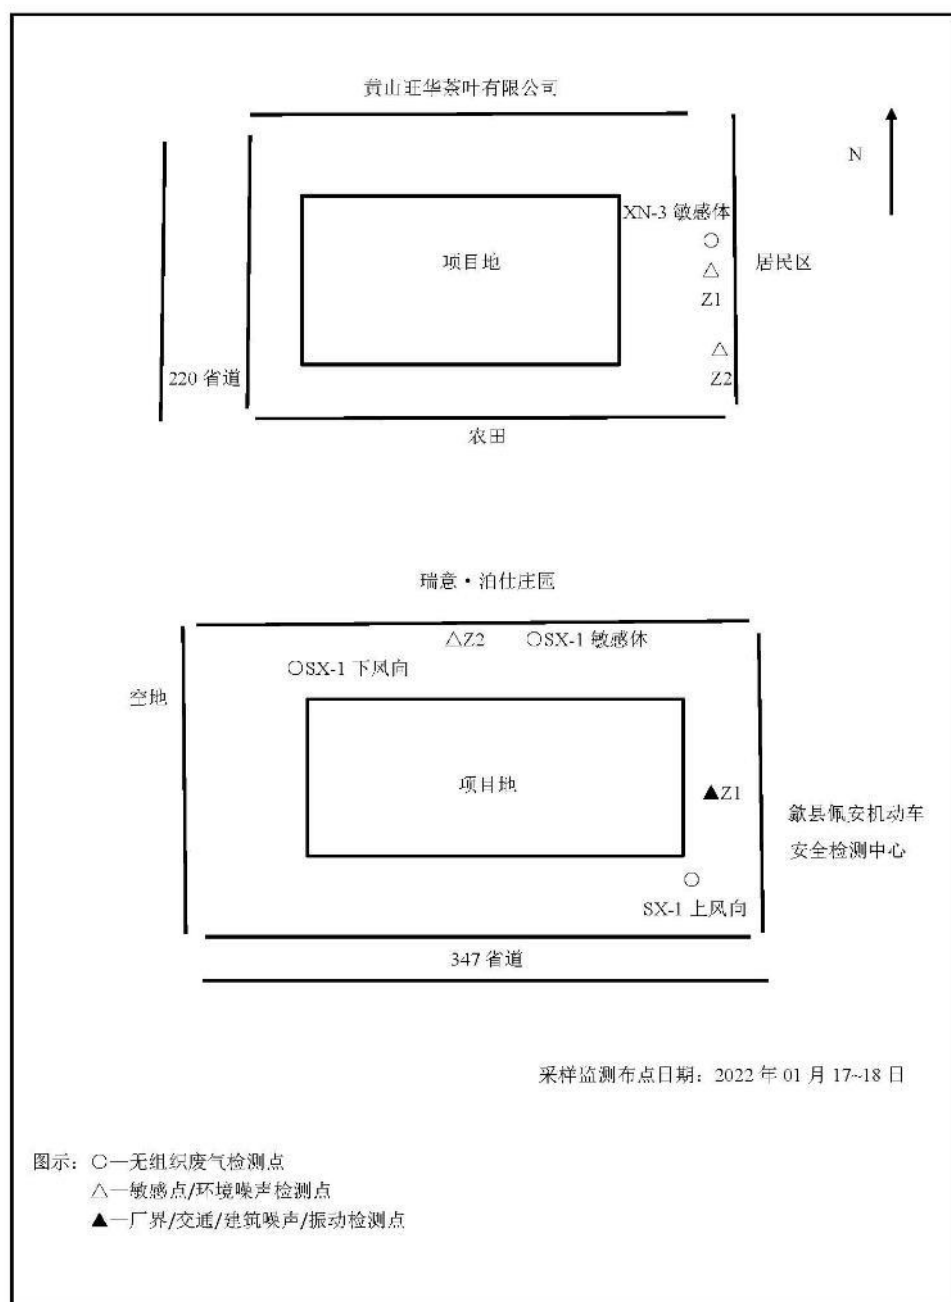 黄山旺华茶叶有限公司
N
XN-3 敏感体
项目地
居民区
Z1
220 省道
Z2
农田
瑞意·泊仕庄园
△Z2
○SX-1 敏感体
○SX-1 下风向
空地
项目地
▲Z1
歙县佩安机动车
安全检测中心
SX-1 上风向
347 省道
采样监测布点日期：2022 年 01 月 17~18 日
图示：○—无组织废气检测点
△—敏感点/环境噪声检测点
▲—厂界/交通/建筑噪声/振动检测点